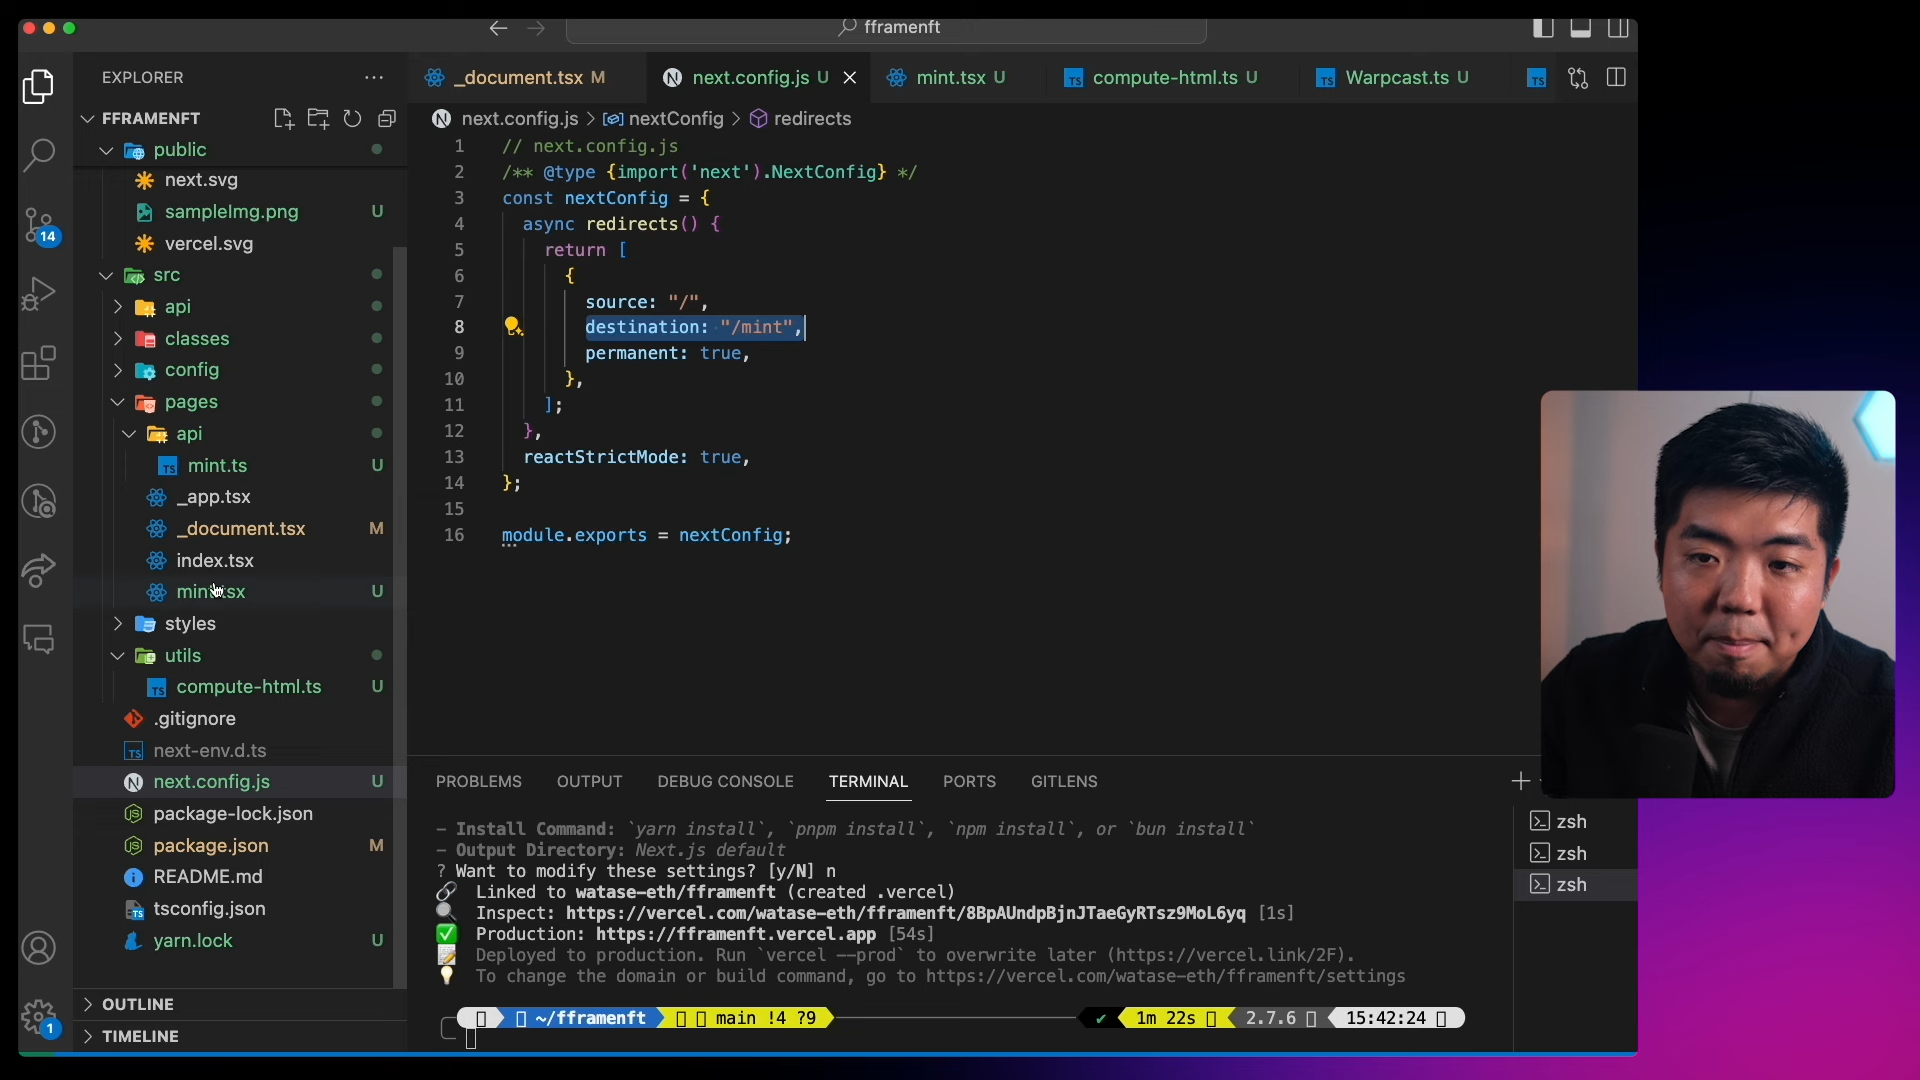 fframenft
EXPLORER
FFRAMENFT
public
next.svg
sampleImg.png U
vercel.svg
src
api
classes
config
pages
api
mint.ts U
_app.tsx
_document.tsx M
index.tsx
mint.tsx U
styles
utils
compute-html.ts U
.gitignore
next-env.d.ts
next.config.js U
package-lock.json
package.json M
README.md
tsconfig.json
yarn.lock U
OUTLINE
TIMELINE
14
1
_document.tsx M
next.config.js U
mint.tsx U
compute-html.ts U
Warpcast.ts U
next.config.js > nextConfig > redirects
1 // next.config.js
2 /** @type {import('next').NextConfig} */
3 const nextConfig = {
4 async redirects() {
5 return [
6 {
7 source: "/",
8 destination: "/mint",
9 permanent: true,
10 },
11 ];
12 },
13 reactStrictMode: true,
14 };
15
16 module.exports = nextConfig;
PROBLEMS OUTPUT DEBUG CONSOLE TERMINAL PORTS GITLENS
- Install Command: `yarn install`, `pnpm install`, `npm install`, or `bun install`
- Output Directory: Next.js default
? Want to modify these settings? [y/N] n
Linked to watase-eth/fframenft (created .vercel)
Inspect: https://vercel.com/watase-eth/fframenft/8BpAUndpBjnJTaeGyRTsz9MoL6yq [1s]
Production: https://fframenft.vercel.app [54s]
Deployed to production. Run `vercel --prod` to overwrite later (https://vercel.link/2F).
To change the domain or build command, go to https://vercel.com/watase-eth/fframenft/settings
~/fframenft main !4 ?9 1m 22s 2.7.6 15:42:24
zsh
zsh
zsh